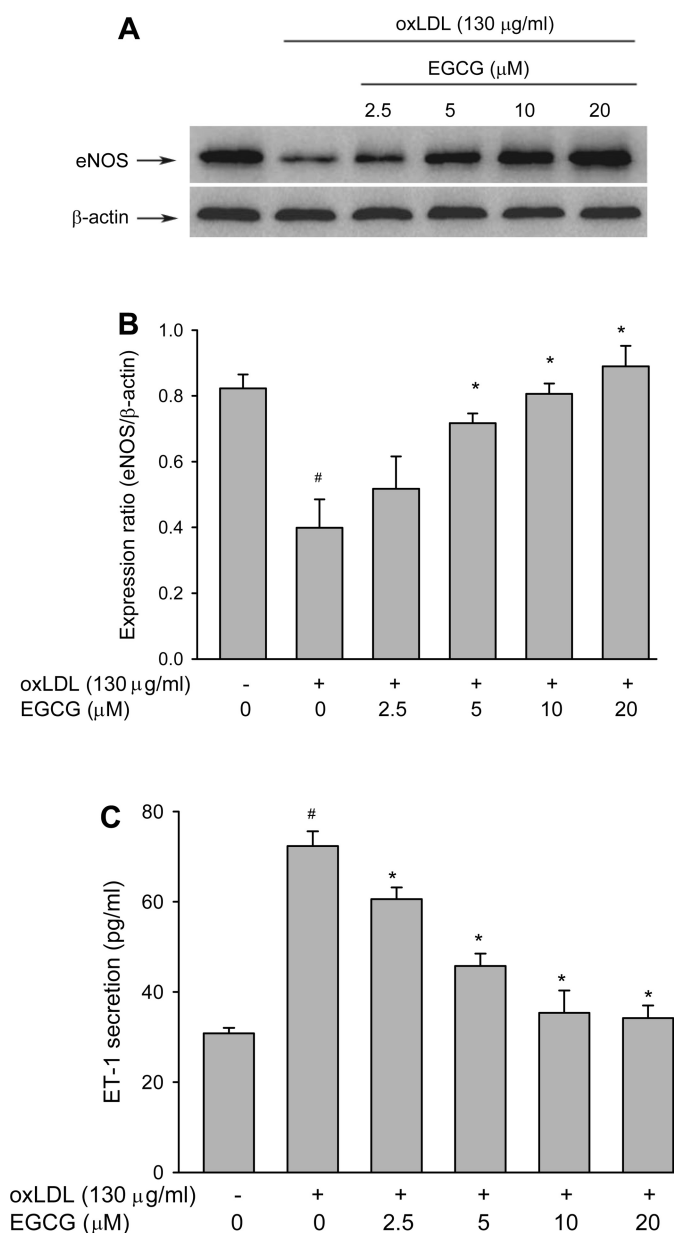 A
oxLDL (130 μg/ml)
EGCG (μM)
2.5 5 10 20
eNOS
β-actin
B
Expression ratio (eNOS/β-actin)
1.0
0.8
0.6
0.4
0.2
0.0
*
*
*
#
oxLDL (130 μg/ml) - + + + + +
EGCG (μM) 0 0 2.5 5 10 20
C
ET-1 secretion (pg/ml)
80
60
40
20
0
#
*
*
*
*
oxLDL (130 μg/ml) - + + + + +
EGCG (μM) 0 0 2.5 5 10 20